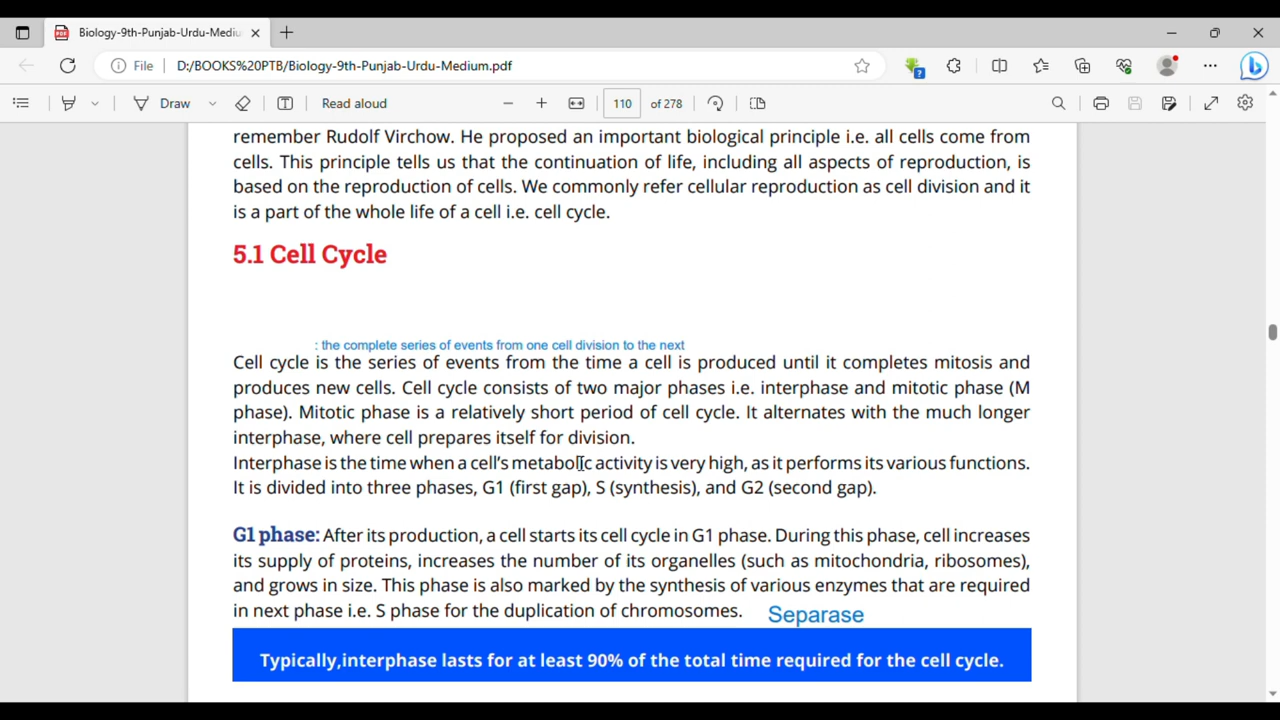 Biology-9th-Punjab-Urdu-Mediu
File
D:/BOOKS%20PTB/Biology-9th-Punjab-Urdu-Medium.pdf
Draw
Read aloud
110 of 278
remember Rudolf Virchow. He proposed an important biological principle i.e. all cells come from
cells. This principle tells us that the continuation of life, including all aspects of reproduction, is
based on the reproduction of cells. We commonly refer cellular reproduction as cell division and it
is a part of the whole life of a cell i.e. cell cycle.
5.1 Cell Cycle
: the complete series of events from one cell division to the next
Cell cycle is the series of events from the time a cell is produced until it completes mitosis and
produces new cells. Cell cycle consists of two major phases i.e. interphase and mitotic phase (M
phase). Mitotic phase is a relatively short period of cell cycle. It alternates with the much longer
interphase, where cell prepares itself for division.
Interphase is the time when a cell's metabolic activity is very high, as it performs its various functions.
It is divided into three phases, G1 (first gap), S (synthesis), and G2 (second gap).
G1 phase: After its production, a cell starts its cell cycle in G1 phase. During this phase, cell increases
its supply of proteins, increases the number of its organelles (such as mitochondria, ribosomes),
and grows in size. This phase is also marked by the synthesis of various enzymes that are required
in next phase i.e. S phase for the duplication of chromosomes. Separase
Typically,interphase lasts for at least 90% of the total time required for the cell cycle.